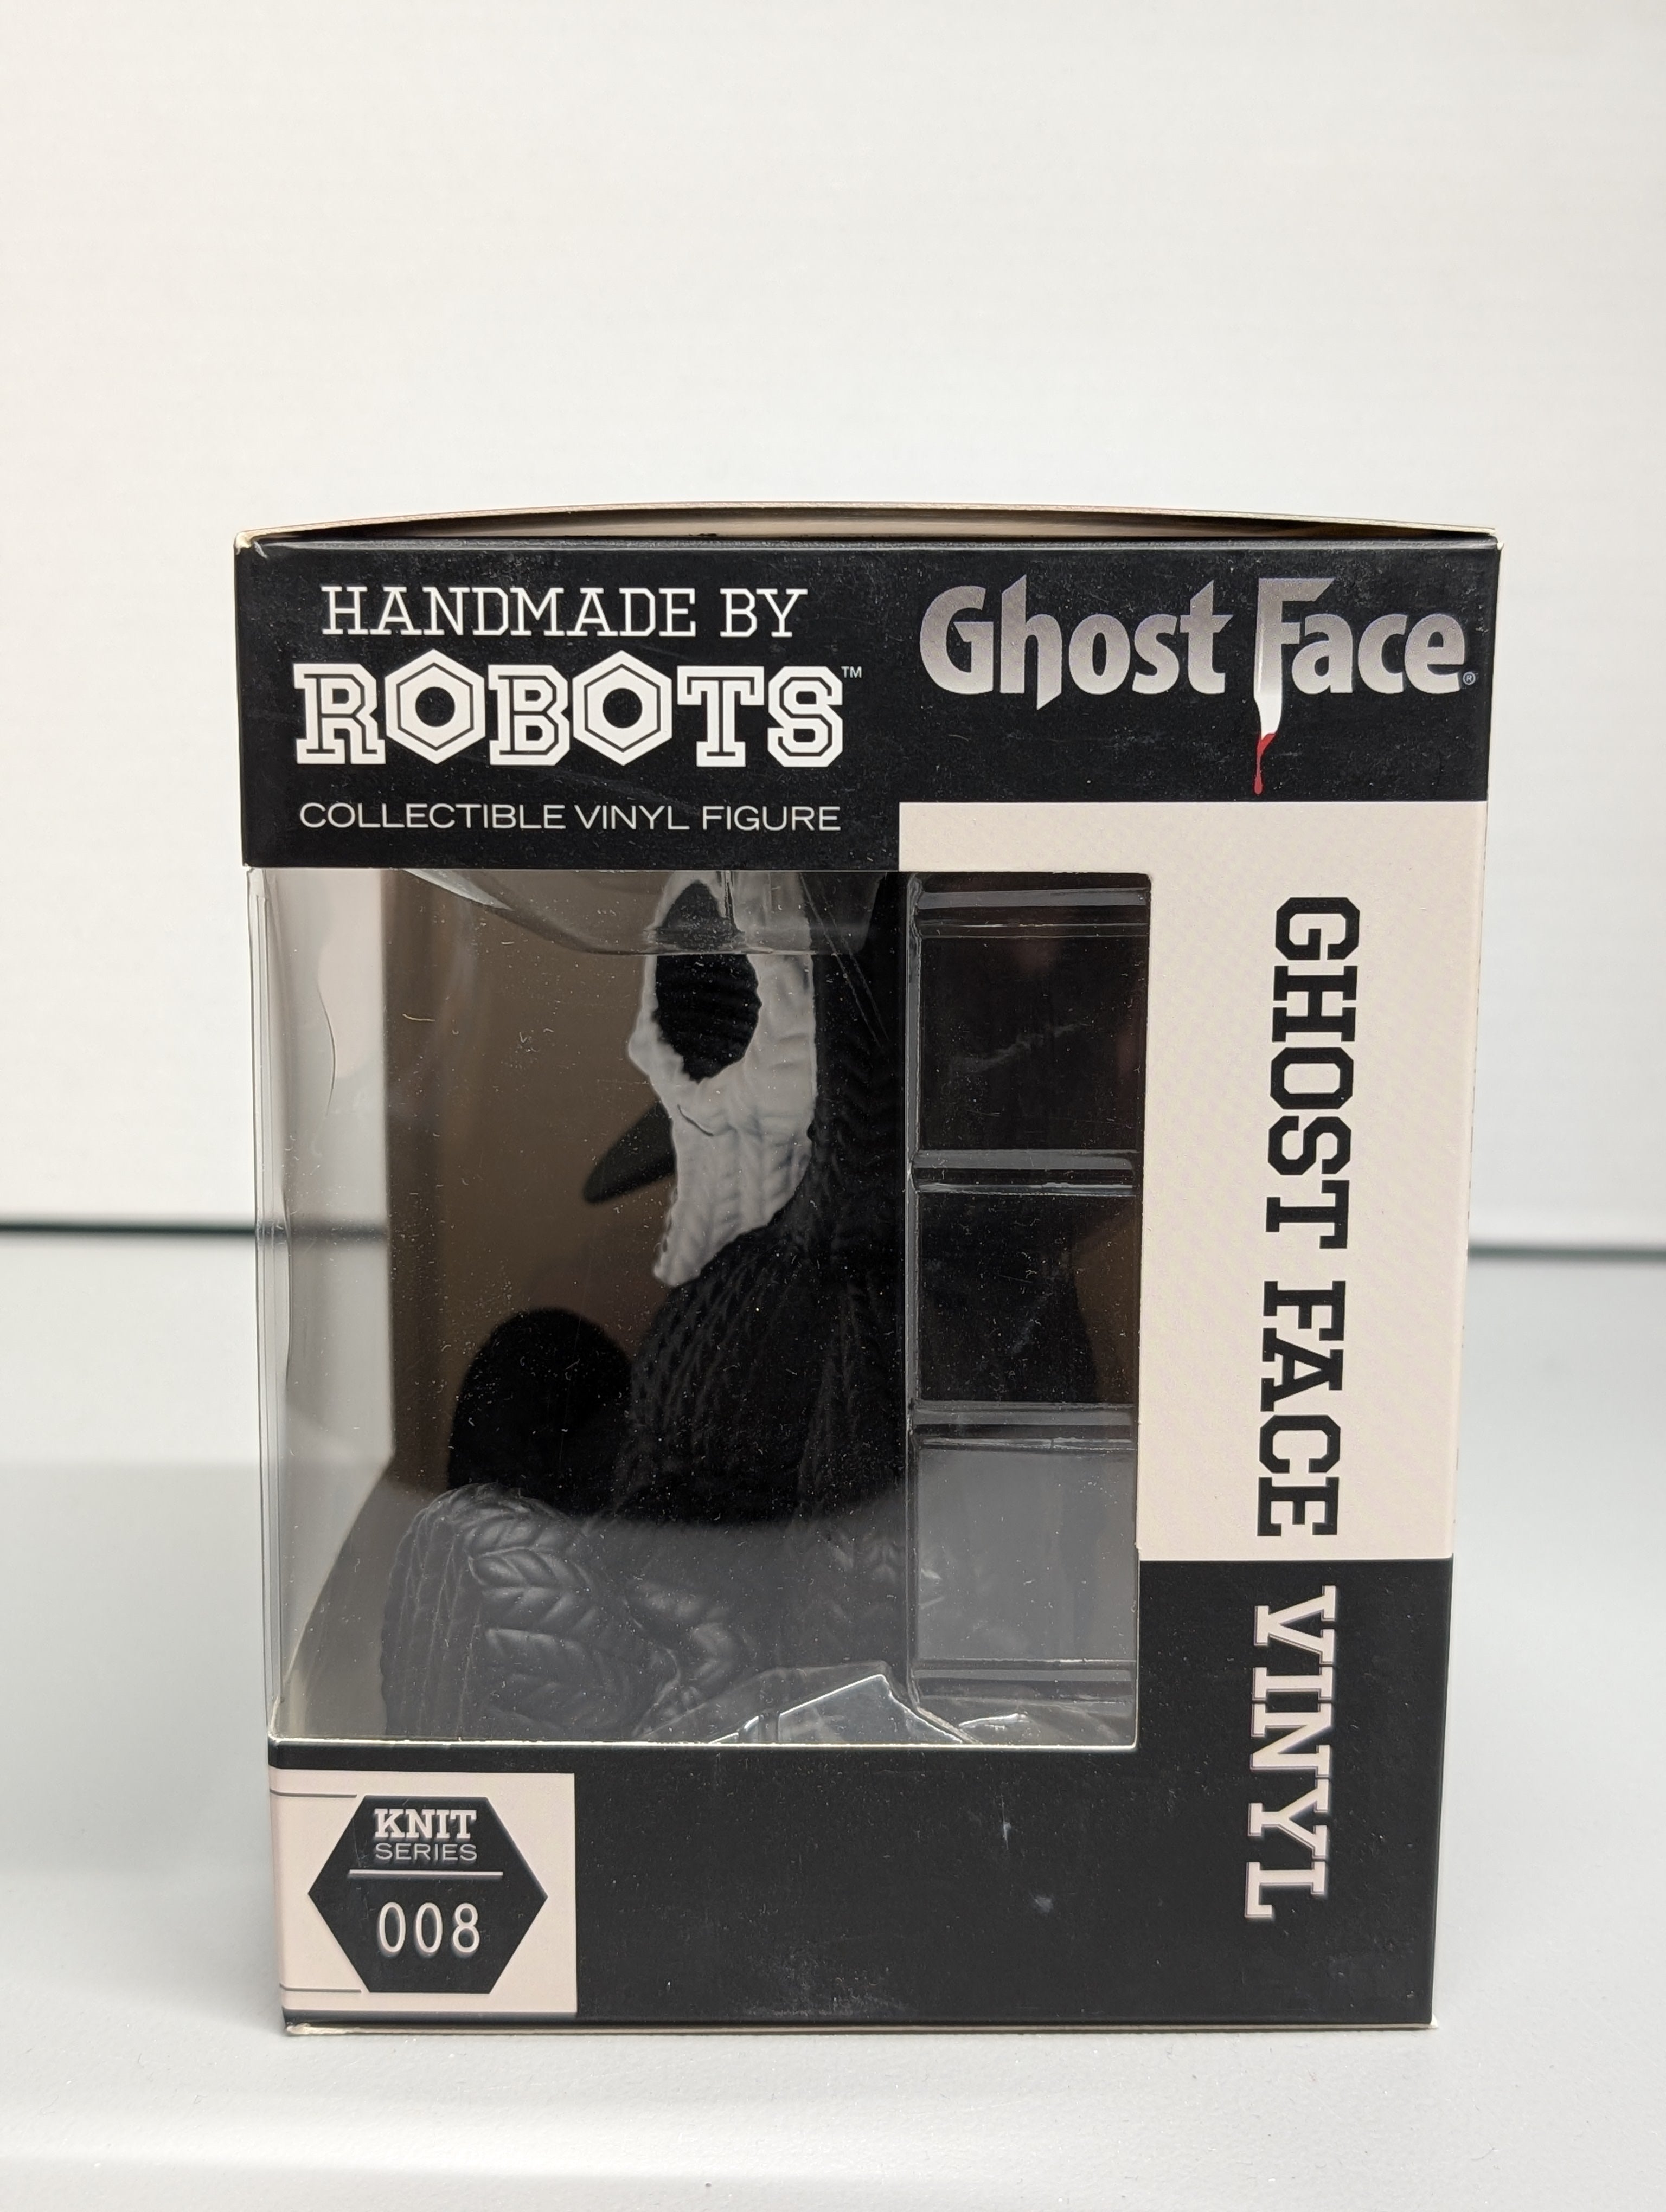 HANDMADE BY
ROBOTS™
COLLECTIBLE VINYL FIGURE
Ghost Face®
GHOST FACE VINYL
KNIT
SERIES
008